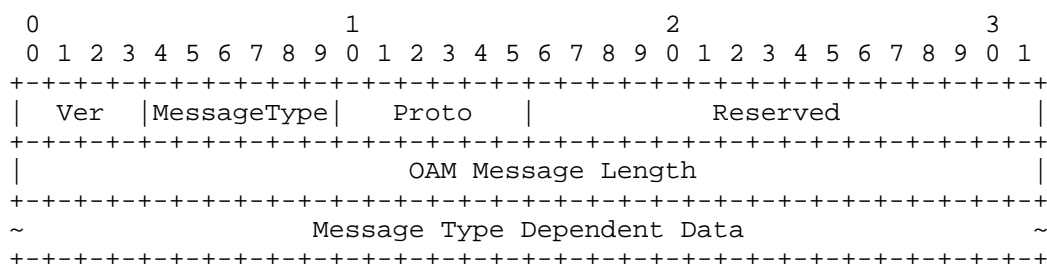 0                   1                   2                   3
 0 1 2 3 4 5 6 7 8 9 0 1 2 3 4 5 6 7 8 9 0 1 2 3 4 5 6 7 8 9 0 1
+-+-+-+-+-+-+-+-+-+-+-+-+-+-+-+-+-+-+-+-+-+-+-+-+-+-+-+-+-+-+-+-+
|  Ver  |MessageType|   Proto   |           Reserved            |
+-+-+-+-+-+-+-+-+-+-+-+-+-+-+-+-+-+-+-+-+-+-+-+-+-+-+-+-+-+-+-+-+
|                       OAM Message Length                      |
+-+-+-+-+-+-+-+-+-+-+-+-+-+-+-+-+-+-+-+-+-+-+-+-+-+-+-+-+-+-+-+-+
~                  Message Type Dependent Data                  ~
+-+-+-+-+-+-+-+-+-+-+-+-+-+-+-+-+-+-+-+-+-+-+-+-+-+-+-+-+-+-+-+-+